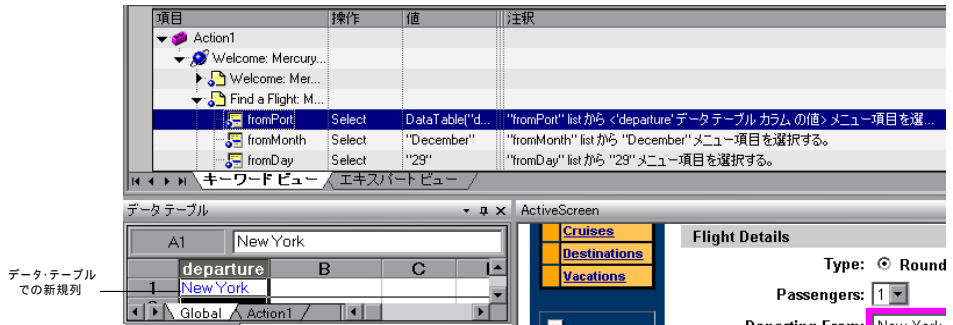 項目 操作 値 注釈
Action1
Welcome: Mercury...
Welcome: Mer...
Find a Flight: M...
fromPort Select DataTable("d... "fromPort" list から <'departure' データ テーブル カラム の値> メニュー項目を選...
fromMonth Select "December" "fromMonth" list から "December" メニュー項目を選択する。
fromDay Select "29" "fromDay" list から "29" メニュー項目を選択する。
キーワード ビュー エキスパート ビュー
データ テーブル
A1 New York
departure B C
1 New York
Global Action1
データ・テーブル
での新規列
ActiveScreen
Cruises
Destinations
Vacations
Flight Details
Type: Round
Passengers: 1
Departing From: New York